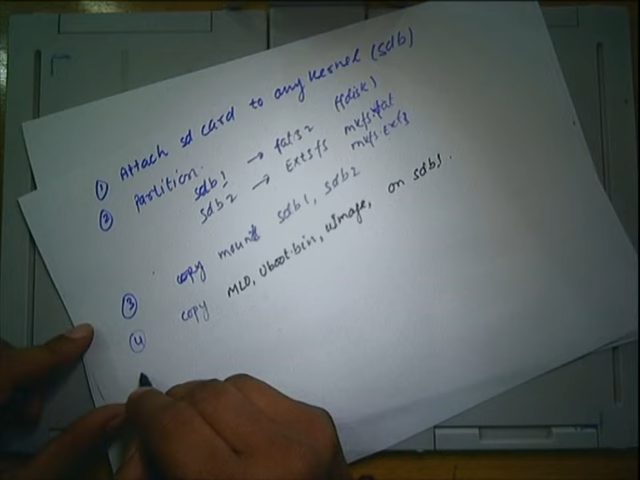 ① Attach sd card to any kernel (sdb)
② Partition. (fdisk)
sdb1 → fat32 mkfs.fat
sdb2 → Ext3fs mkfs.ext3
③ copy mount sdb1, sdb2
④ copy MLO, Uboot.bin, uImage, on sdb1.